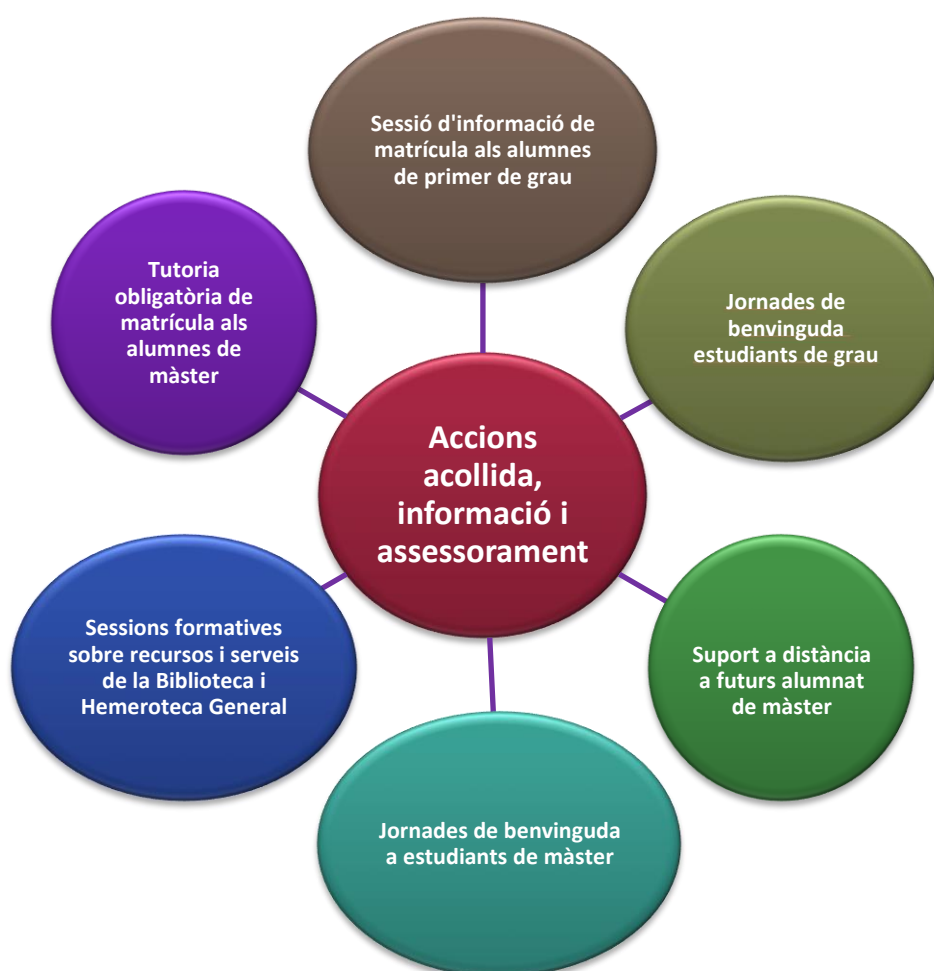 Sessió d'informació de
matrícula als alumnes
de primer de grau
Jornades de
benvinguda
estudiants de grau
Suport a distància
a futurs alumnat
de màster
Jornades de benvinguda
a estudiants de màster
Sessions formatives
sobre recursos i serveis
de la Biblioteca i
Hemeroteca General
Tutoria
obligatòria de
matrícula als
alumnes de
màster
Accions
acollida,
informació i
assessorament